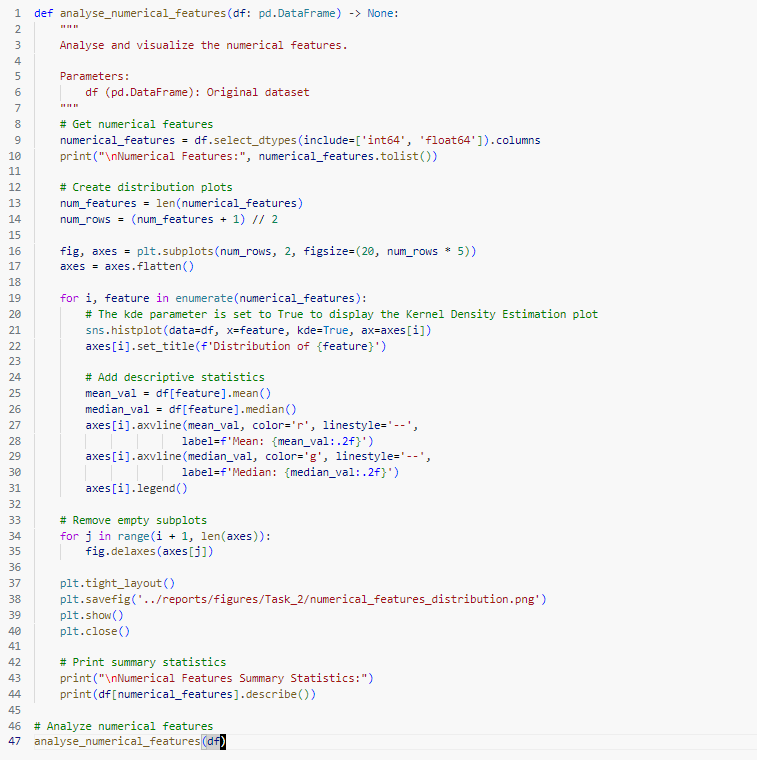 1 def analyse_numerical_features(df: pd.DataFrame) -> None:
2     """
3     Analyse and visualize the numerical features.
4
5     Parameters:
6         df (pd.DataFrame): Original dataset
7     """
8     # Get numerical features
9     numerical_features = df.select_dtypes(include=['int64', 'float64']).columns
10     print("\nNumerical Features:", numerical_features.tolist())
11
12     # Create distribution plots
13     num_features = len(numerical_features)
14     num_rows = (num_features + 1) // 2
15
16     fig, axes = plt.subplots(num_rows, 2, figsize=(20, num_rows * 5))
17     axes = axes.flatten()
18
19     for i, feature in enumerate(numerical_features):
20         # The kde parameter is set to True to display the Kernel Density Estimation plot
21         sns.histplot(data=df, x=feature, kde=True, ax=axes[i])
22         axes[i].set_title(f'Distribution of {feature}')
23
24         # Add descriptive statistics
25         mean_val = df[feature].mean()
26         median_val = df[feature].median()
27         axes[i].axvline(mean_val, color='r', linestyle='--',
28                        label=f'Mean: {mean_val:.2f}')
29         axes[i].axvline(median_val, color='g', linestyle='--',
30                        label=f'Median: {median_val:.2f}')
31         axes[i].legend()
32
33     # Remove empty subplots
34     for j in range(i + 1, len(axes)):
35         fig.delaxes(axes[j])
36
37     plt.tight_layout()
38     plt.savefig('../reports/figures/Task_2/numerical_features_distribution.png')
39     plt.show()
40     plt.close()
41
42     # Print summary statistics
43     print("\nNumerical Features Summary Statistics:")
44     print(df[numerical_features].describe())
45
46 # Analyze numerical features
47 analyse_numerical_features(df)